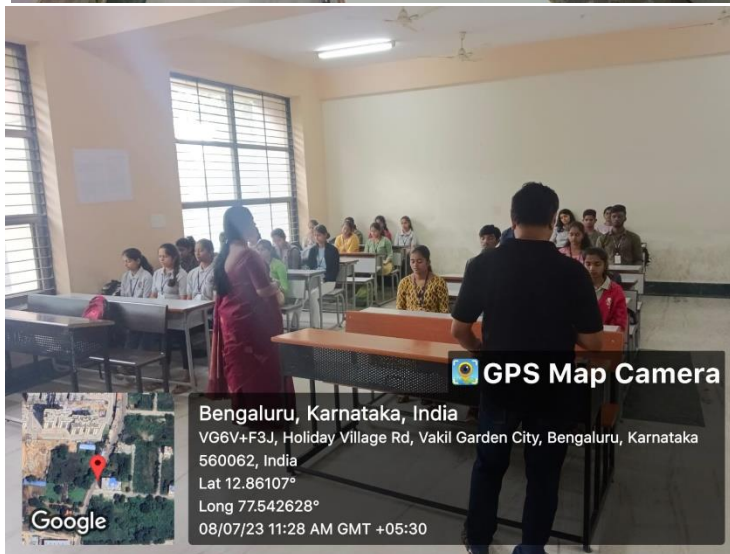 GPS Map Camera
Bengaluru, Karnataka, India
VG6V+F3J, Holiday Village Rd, Vakil Garden City, Bengaluru, Karnataka
560062, India
Lat 12.86107°
Long 77.542628°
08/07/23 11:28 AM GMT +05:30
Google